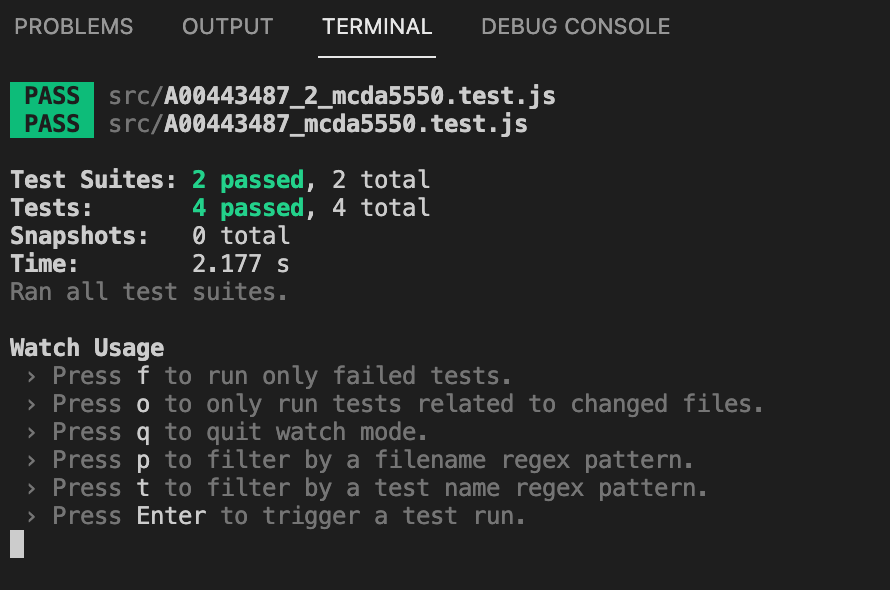 PROBLEMS OUTPUT TERMINAL DEBUG CONSOLE
PASS src/A00443487_2_mcda5550.test.js
PASS src/A00443487_mcda5550.test.js
Test Suites: 2 passed, 2 total
Tests: 4 passed, 4 total
Snapshots: 0 total
Time: 2.177 s
Ran all test suites.
Watch Usage
› Press f to run only failed tests.
› Press o to only run tests related to changed files.
› Press q to quit watch mode.
› Press p to filter by a filename regex pattern.
› Press t to filter by a test name regex pattern.
› Press Enter to trigger a test run.